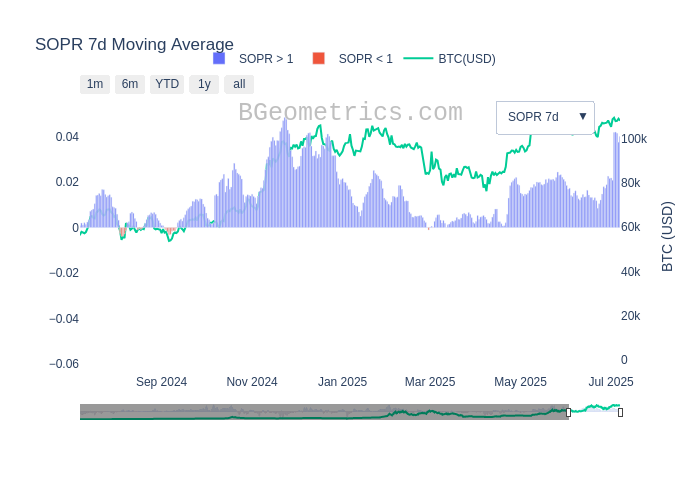 SOPR 7d Moving Average
SOPR > 1
SOPR < 1
BTC(USD)
1m
6m
YTD
1y
all
BGeometrics.com
SOPR 7d ▼
0.04
0.02
0
−0.02
−0.04
−0.06
100k
80k
60k
40k
20k
0
BTC (USD)
Sep 2024
Nov 2024
Jan 2025
Mar 2025
May 2025
Jul 2025